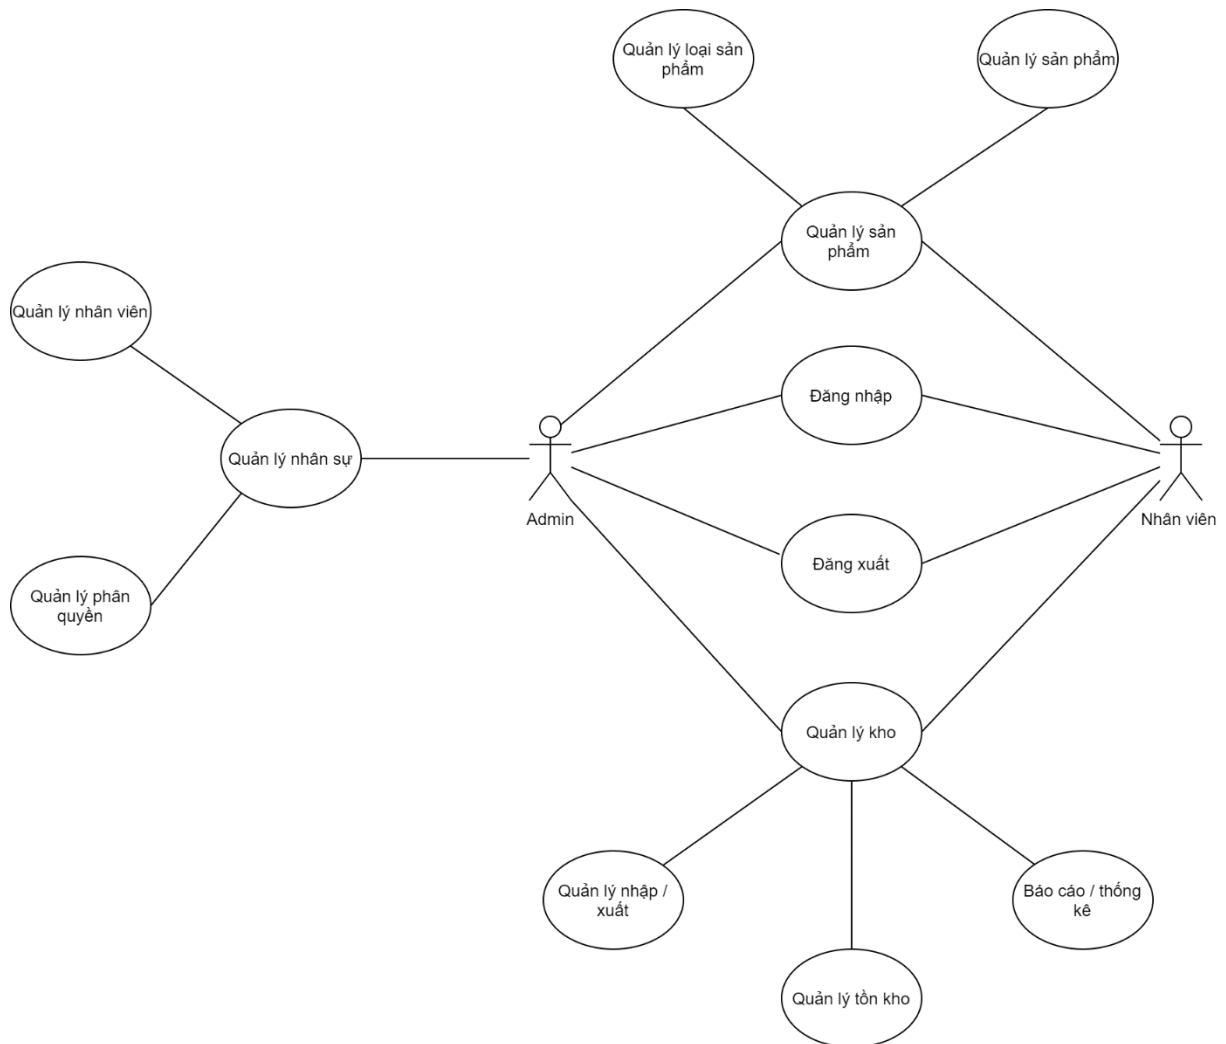 Quản lý loại sản
phẩm
Quản lý sản phẩm
Quản lý sản
phẩm
Quản lý nhân viên
Đăng nhập
Quản lý nhân sự
Admin
Nhân viên
Đăng xuất
Quản lý phân
quyền
Quản lý kho
Quản lý nhập /
xuất
Báo cáo / thống
kê
Quản lý tồn kho